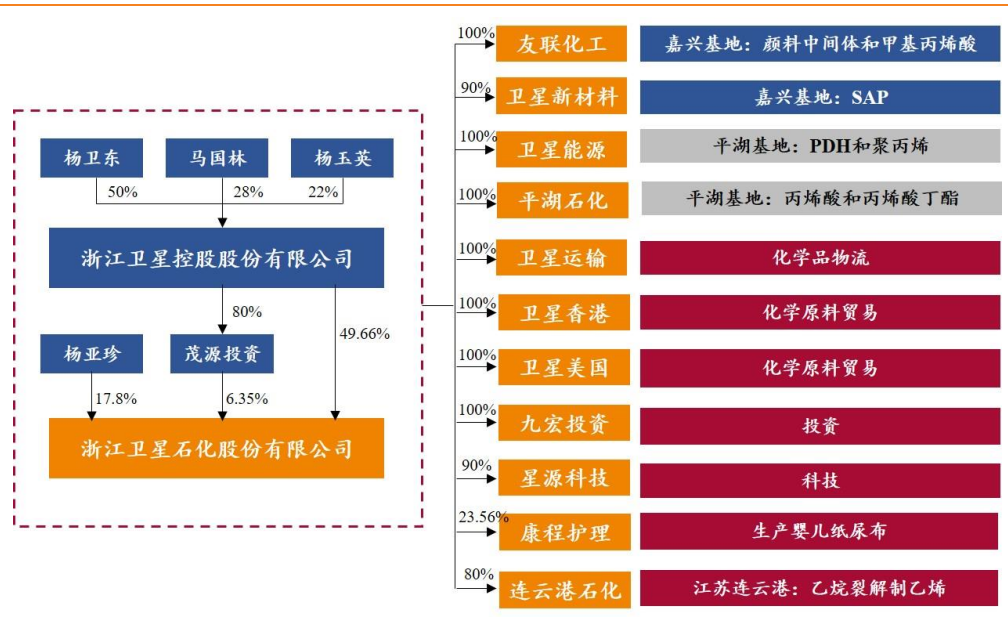 杨卫东
马国林
杨玉英
50%
28%
22%
浙江卫星控股股份有限公司
80%
49.66%
杨亚珍
茂源投资
17.8%
6.35%
浙江卫星石化股份有限公司
100%
友联化工
嘉兴基地：颜料中间体和甲基丙烯酸
90%
卫星新材料
嘉兴基地：SAP
100%
卫星能源
平湖基地：PDH和聚丙烯
100%
平湖石化
平湖基地：丙烯酸和丙烯酸丁酯
100%
卫星运输
化学品物流
100%
卫星香港
化学原料贸易
100%
卫星美国
化学原料贸易
100%
九宏投资
投资
90%
星源科技
科技
23.56%
康程护理
生产婴儿纸尿布
80%
连云港石化
江苏连云港：乙烷裂解制乙烯